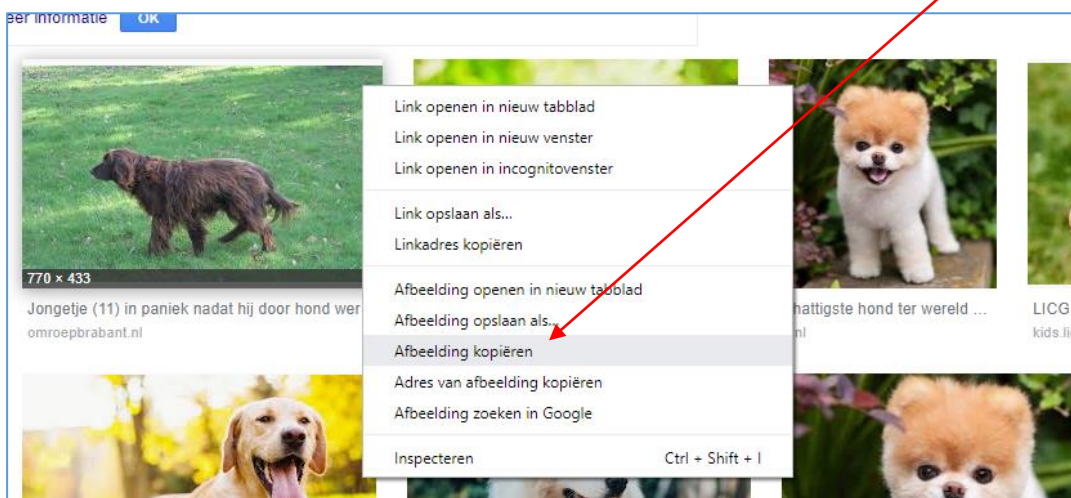 eer informatie OK
Link openen in nieuw tabblad
Link openen in nieuw venster
Link openen in incognitovenster
Link opslaan als...
Linkadres kopiëren
Afbeelding openen in nieuw tabblad
Afbeelding opslaan als...
Afbeelding kopiëren
Adres van afbeelding kopiëren
Afbeelding zoeken in Google
Inspecteren Ctrl + Shift + I
770 × 433
Jongetje (11) in paniek nadat hij door hond wer
omroepbrabant.nl
hattigste hond ter wereld ...
nl
LICG
kids.li